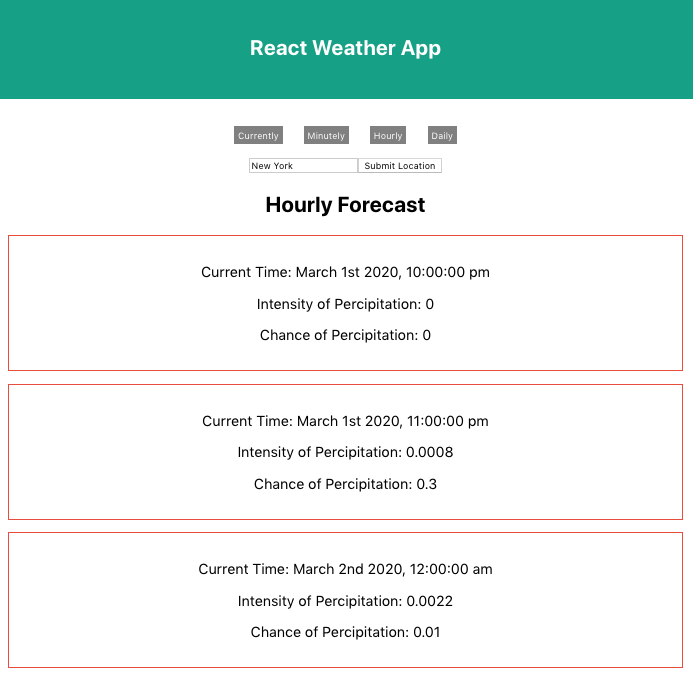 React Weather App
Currently Minutely Hourly Daily
New York Submit Location
Hourly Forecast
Current Time: March 1st 2020, 10:00:00 pm
Intensity of Percipitation: 0
Chance of Percipitation: 0
Current Time: March 1st 2020, 11:00:00 pm
Intensity of Percipitation: 0.0008
Chance of Percipitation: 0.3
Current Time: March 2nd 2020, 12:00:00 am
Intensity of Percipitation: 0.0022
Chance of Percipitation: 0.01